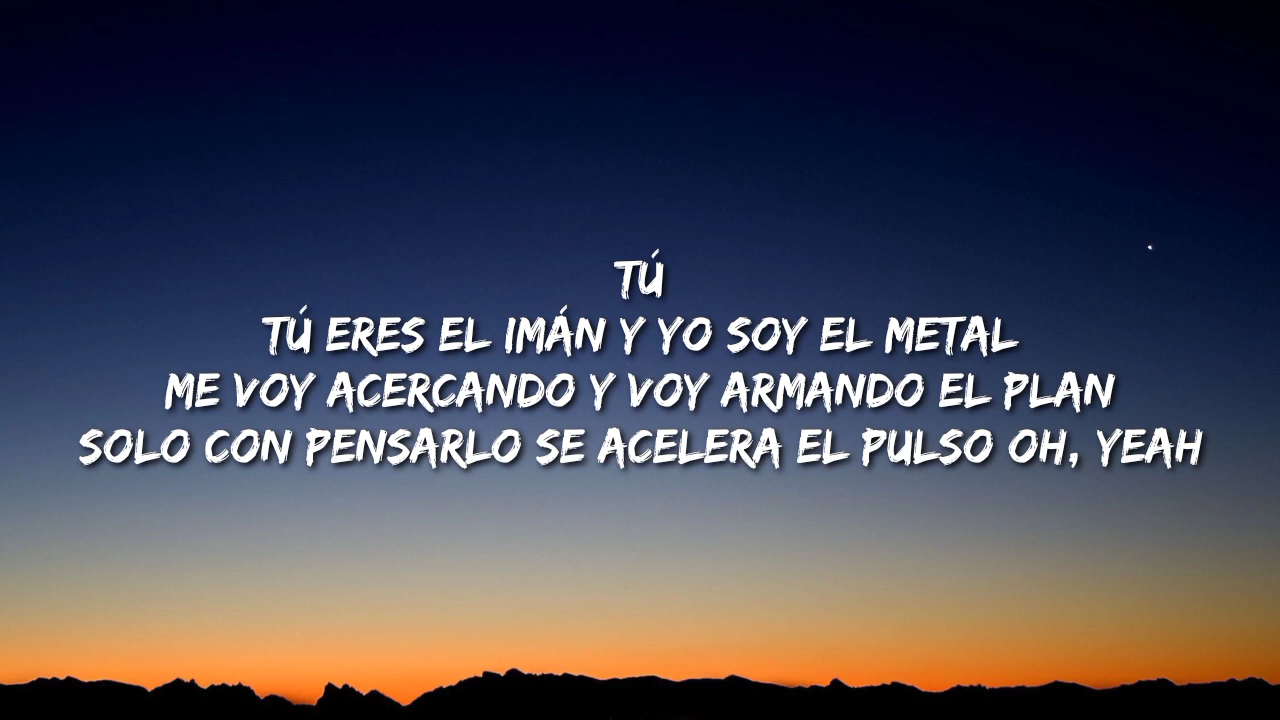 TÚ
TÚ ERES EL IMÁN Y YO SOY EL METAL
ME VOY ACERCANDO Y VOY ARMANDO EL PLAN
SOLO CON PENSARLO SE ACELERA EL PULSO OH, YEAH